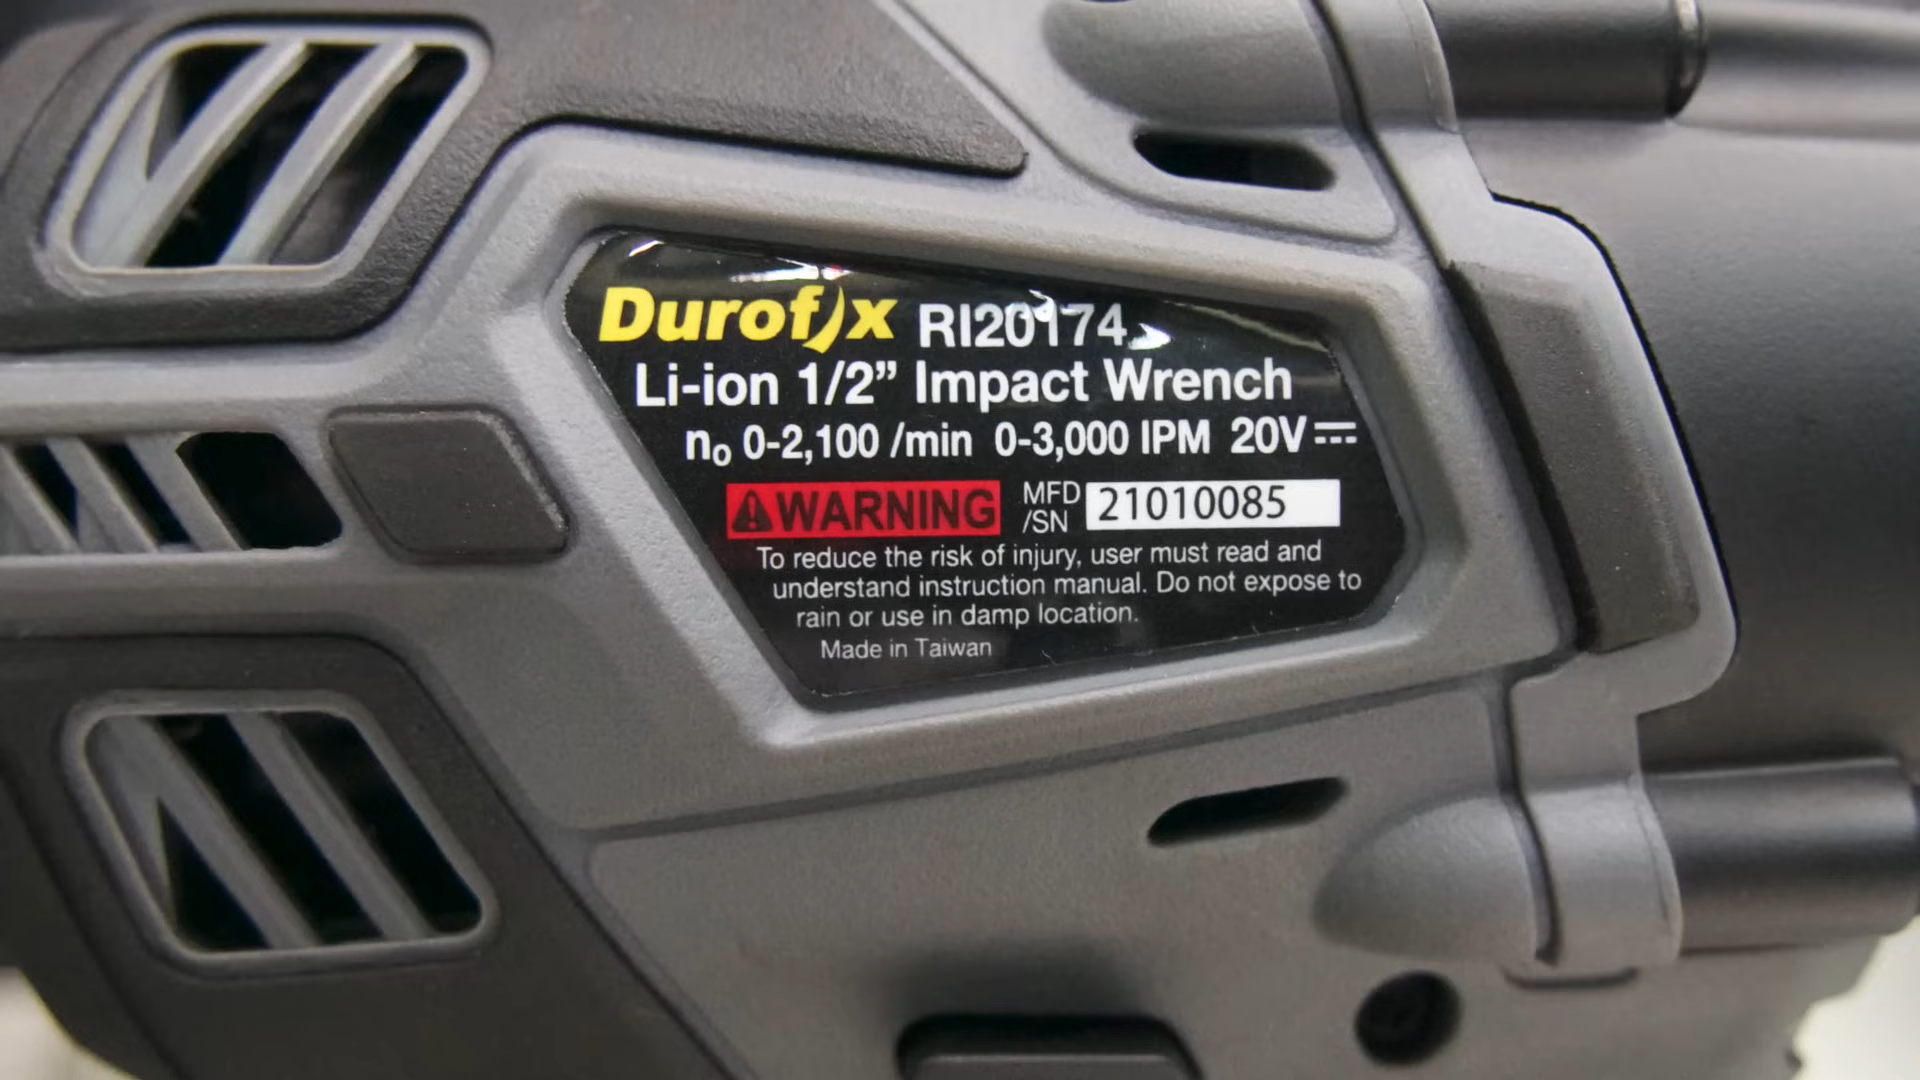 Durofix RI20174
Li-ion 1/2” Impact Wrench
no 0-2,100 /min 0-3,000 IPM 20V⎓
⚠WARNING MFD /SN 21010085
To reduce the risk of injury, user must read and
understand instruction manual. Do not expose to
rain or use in damp location.
Made in Taiwan